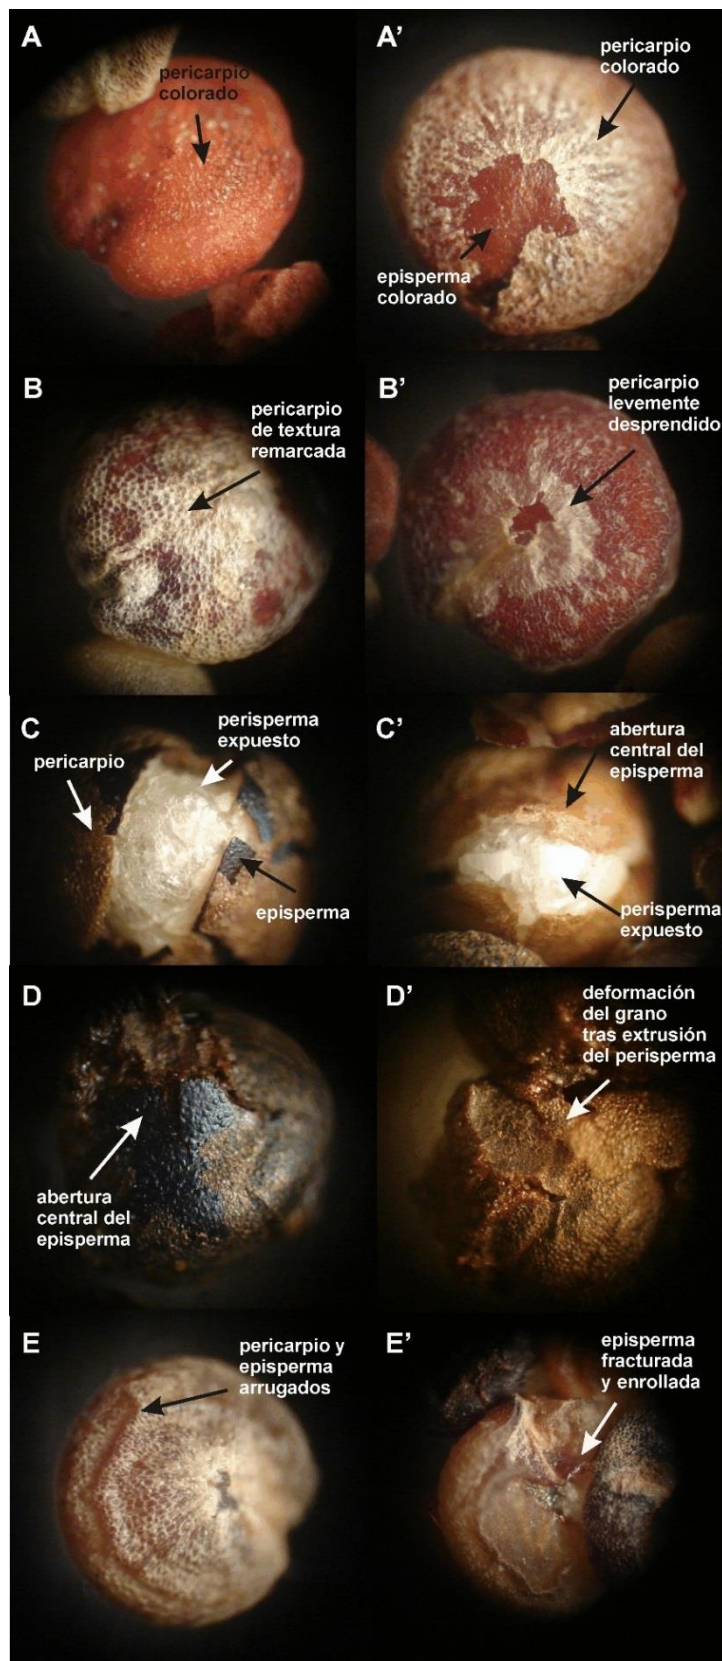 A
pericarpio
colorado
A'
pericarpio
colorado
episperma
colorado
B
pericarpio
de textura
remarcada
B'
pericarpio
levemente
desprendido
C
pericarpio
perisperma
expuesto
episperma
C'
abertura
central del
episperma
perisperma
expuesto
D
abertura
central del
episperma
D'
deformación
del grano
tras extrusión
del perisperma
E
pericarpio y
episperma
arrugados
E'
episperma
fracturada
y enrollada